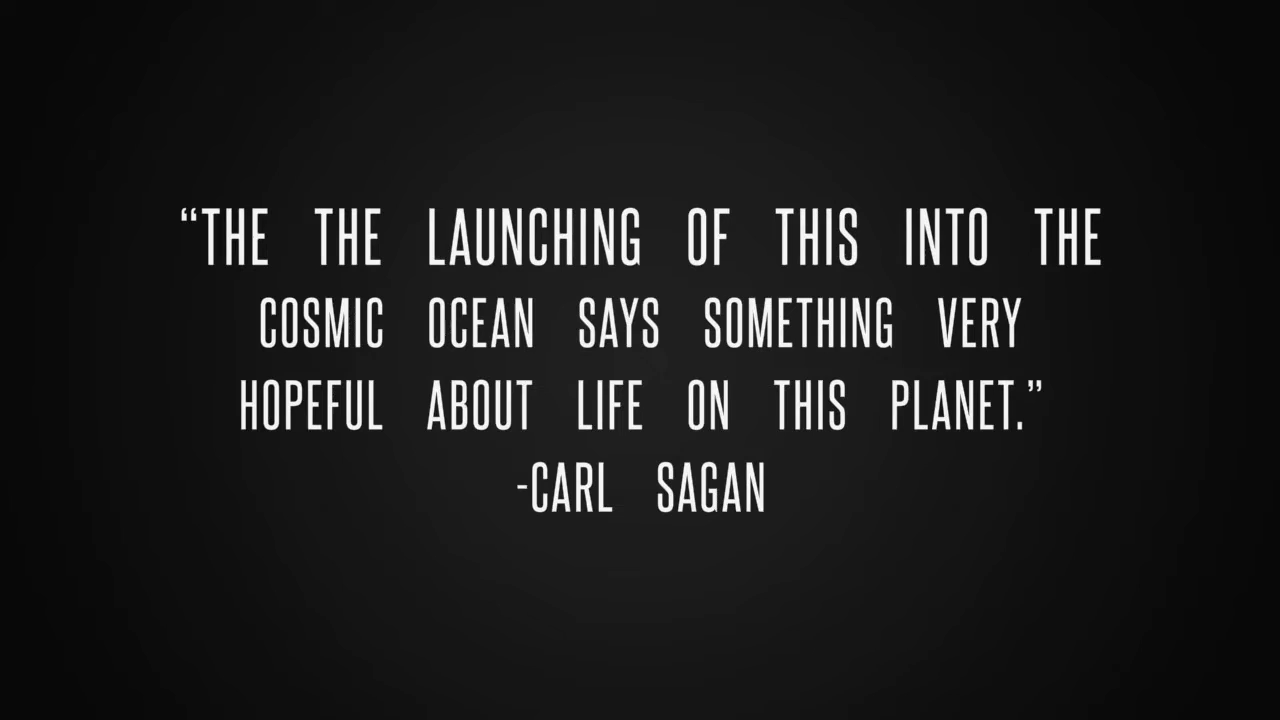 “THE THE LAUNCHING OF THIS INTO THE
COSMIC OCEAN SAYS SOMETHING VERY
HOPEFUL ABOUT LIFE ON THIS PLANET.”
-CARL SAGAN